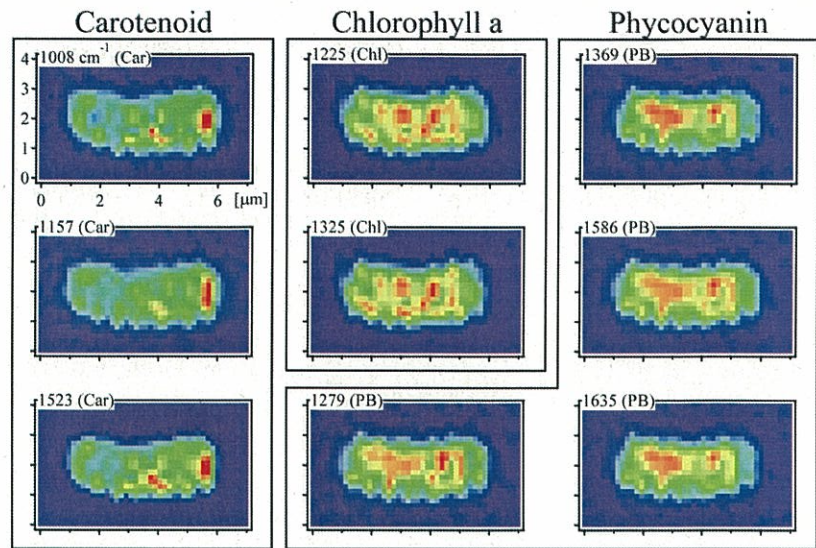 Carotenoid
Chlorophyll a
Phycocyanin
1008 cm⁻¹ (Car)
1225 (Chl)
1369 (PB)
4
3
2
1
0
0 2 4 6 [μm]
1157 (Car)
1325 (Chl)
1586 (PB)
1523 (Car)
1279 (PB)
1635 (PB)